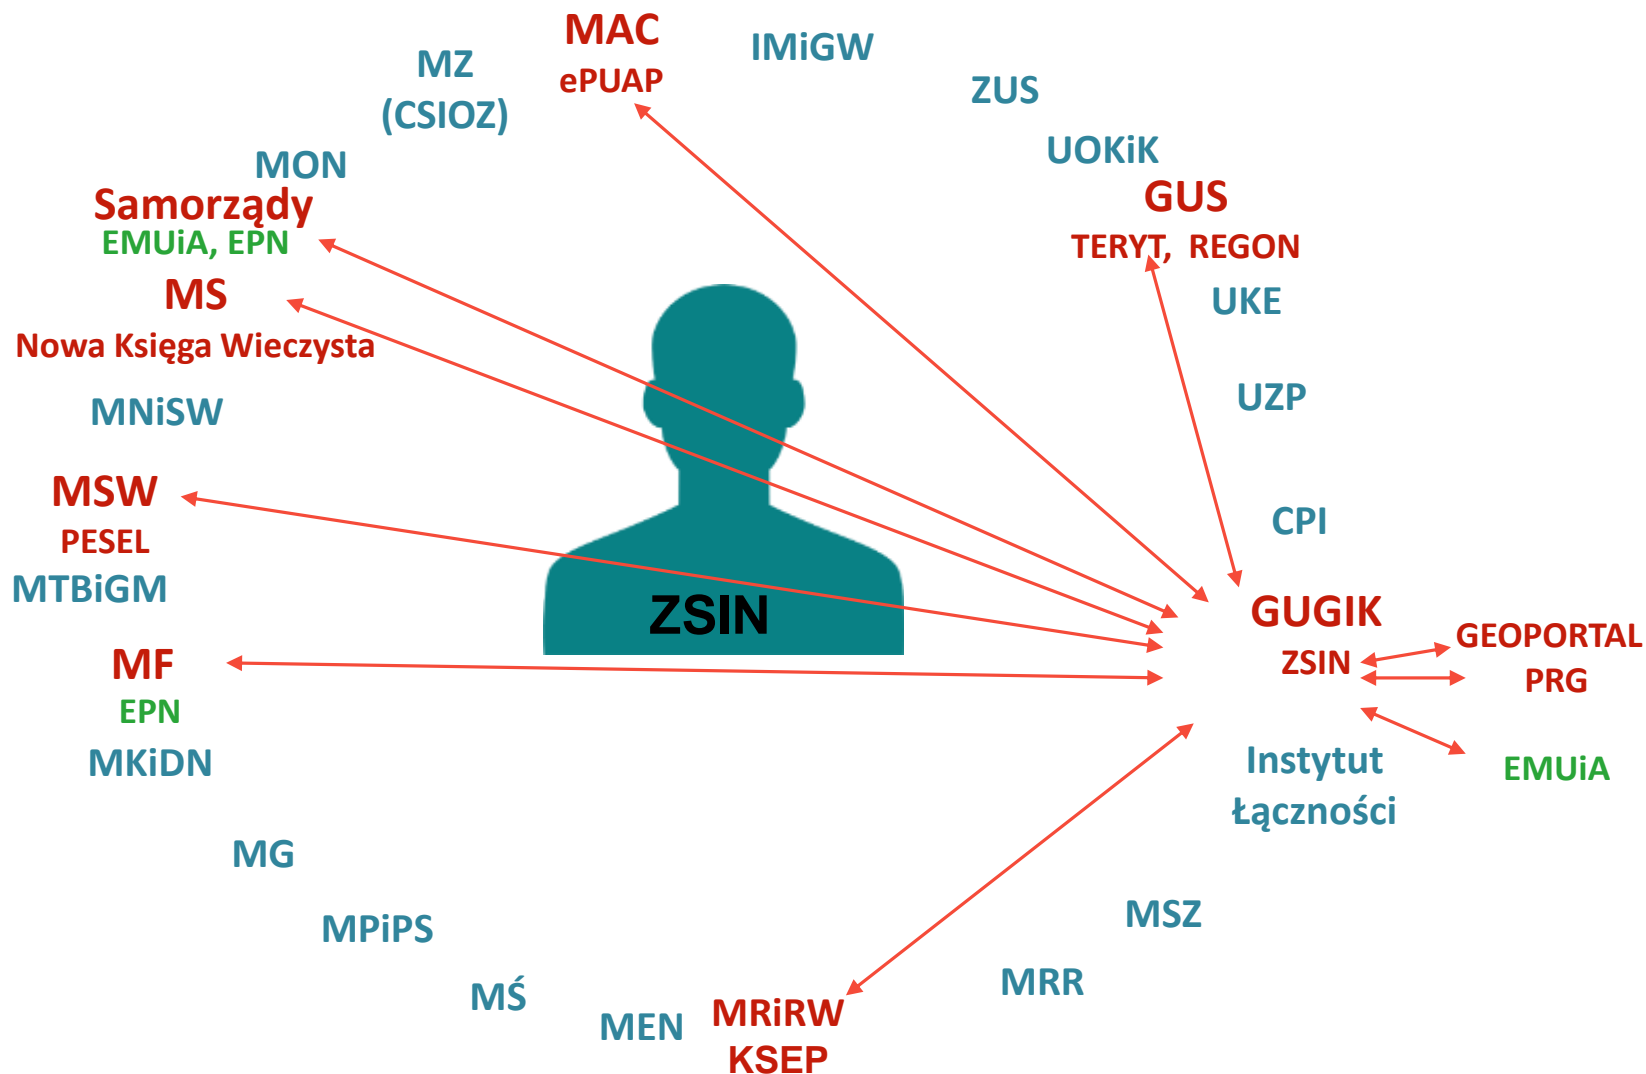 MAC
ePUAP
IMiGW
MZ
(CSIOZ)
ZUS
UOKiK
MON
Samorządy
EMUiA, EPN
GUS
TERYT, REGON
MS
Nowa Księga Wieczysta
UKE
MNiSW
UZP
MSW
PESEL
CPI
MTBiGM
ZSIN
GUGIK
ZSIN
GEOPORTAL
PRG
MF
EPN
MKiDN
Instytut
Łączności
EMUiA
MG
MPiPS
MSZ
MŚ
MRR
MEN
MRiRW
KSEP